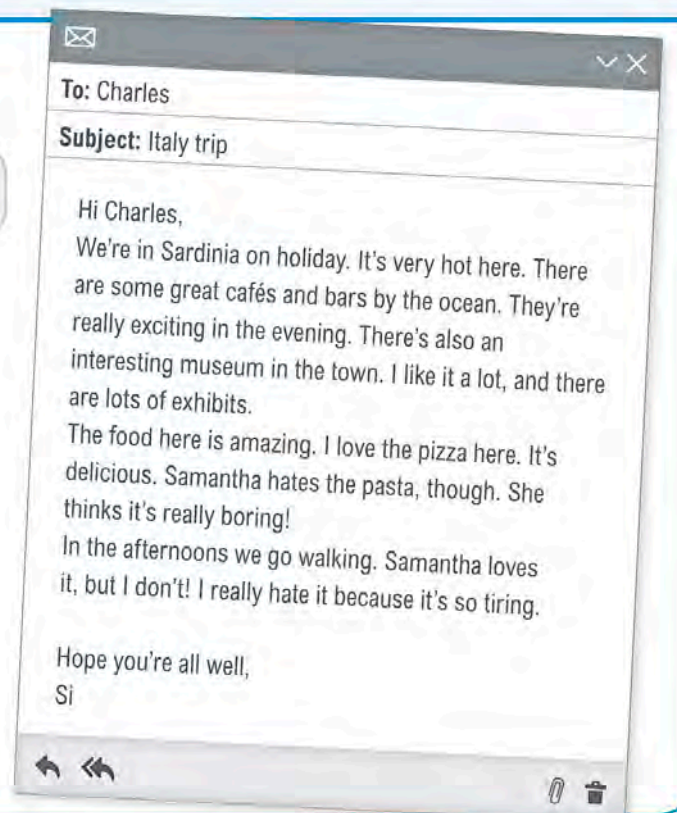 To: Charles
Subject: Italy trip
Hi Charles,
We're in Sardinia on holiday. It's very hot here. There
are some great cafés and bars by the ocean. They're
really exciting in the evening. There's also an
interesting museum in the town. I like it a lot, and there
are lots of exhibits.
The food here is amazing. I love the pizza here. It's
delicious. Samantha hates the pasta, though. She
thinks it's really boring!
In the afternoons we go walking. Samantha loves
it, but I don't! I really hate it because it's so tiring.
Hope you're all well,
Si